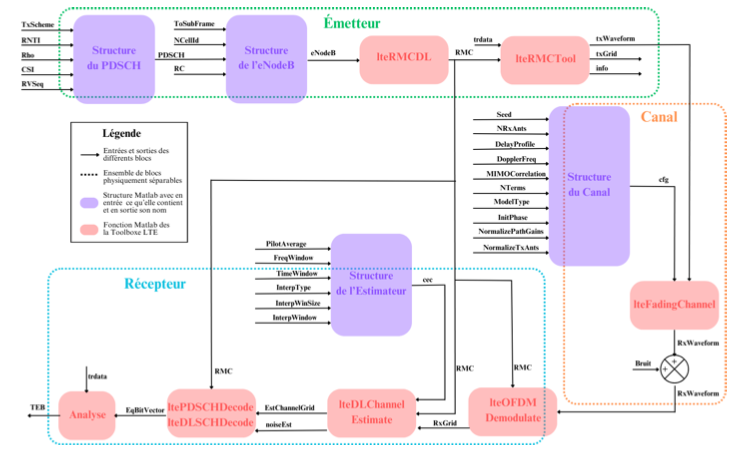 Émetteur
TxScheme
RNTI
Rho
CSI
RVSeq
Structure
du PDSCH
PDSCH
ToSubFrame
NCellId
RC
Structure
de l'eNodeB
eNodeB
lteRMCDL
RMC
trdata
lteRMCTool
txWaveform
txGrid
info
Légende
Entrées et sorties des
différents blocs
Ensemble de blocs
physiquement séparables
Structure Matlab avec en
entrée ce qu'elle contient
et en sortie son nom
Fonction Matlab des
la Toolboxe LTE
Canal
Seed
NRxAnts
DelayProfile
DopplerFreq
MIMOCorrelation
NTerms
ModelType
InitPhase
NormalizePathGains
NormalizeTxAnts
Structure
du Canal
cfg
lteFadingChannel
RxWaveform
Bruit
+
+
RxWaveform
Récepteur
PilotAverage
FreqWindow
TimeWindow
InterpType
InterpWinSize
InterpWindow
Structure
de l'Estimateur
cec
RMC
RMC
RMC
trdata
TEB
Analyse
EqBitVector
ltePDSCHDecode
lteDLSCHDecode
EstChannelGrid
noiseEst
lteDLChannel
Estimate
RxGrid
lteOFDM
Demodulate